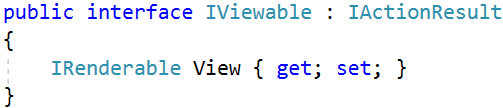 public interface IViewable : IActionResult
{
    IRenderable View { get; set; }
}